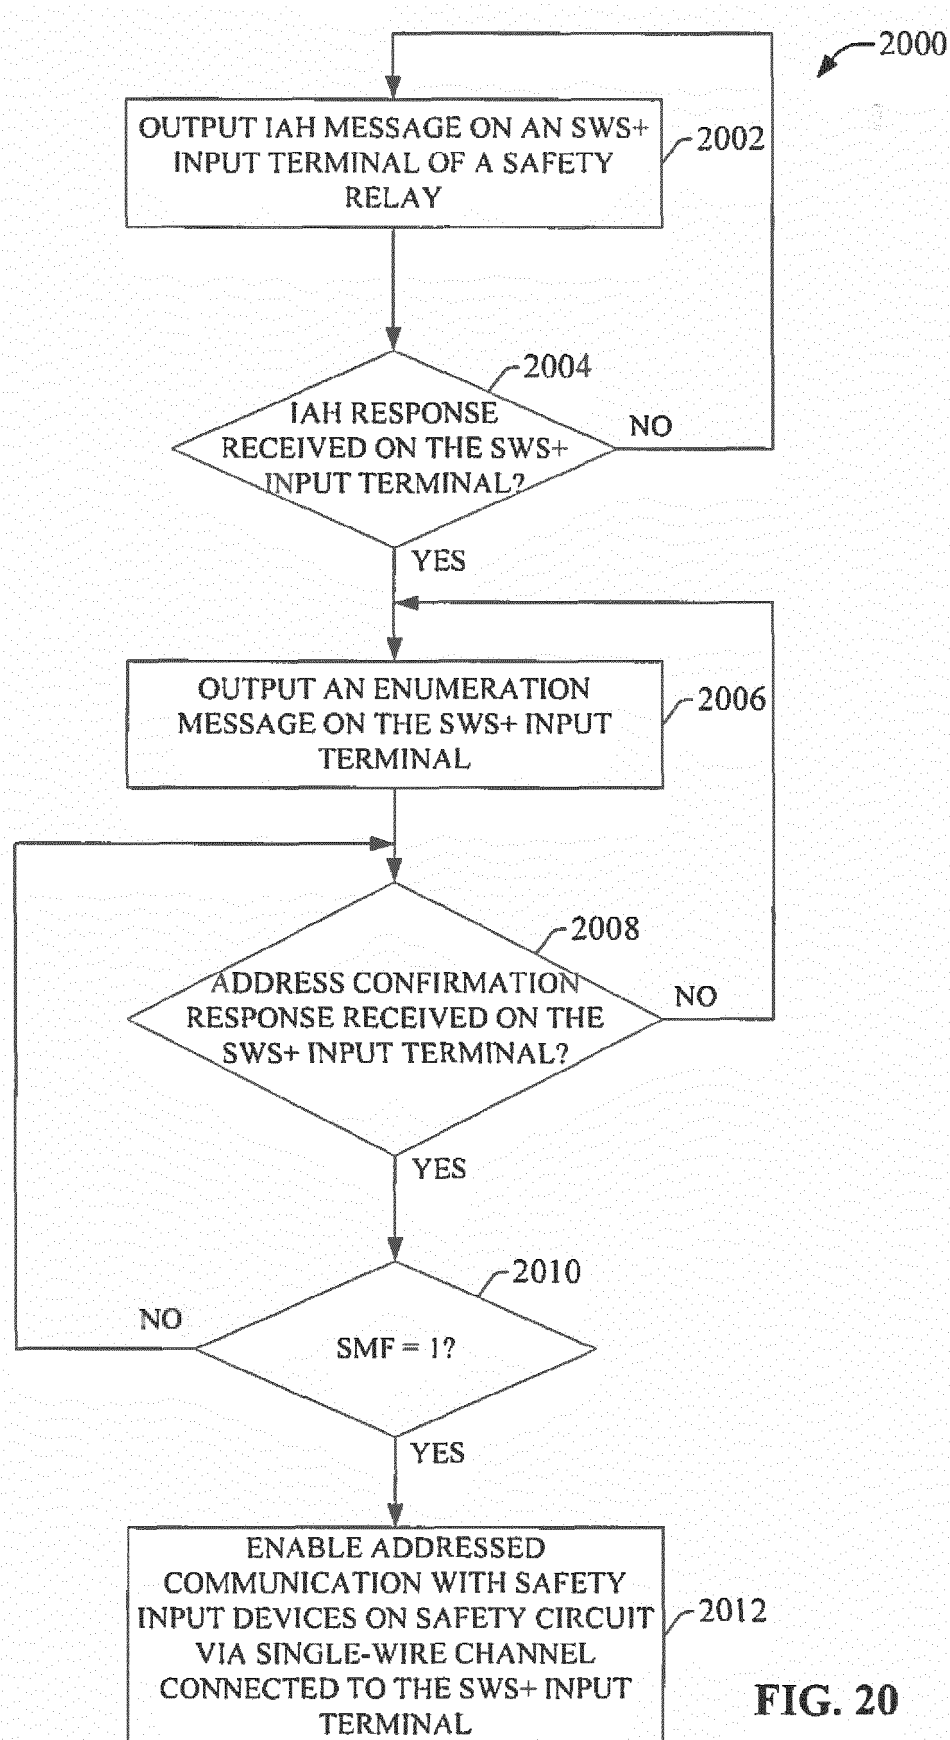 2000
OUTPUT IAH MESSAGE ON AN SWS+
INPUT TERMINAL OF A SAFETY
RELAY
2002
2004
IAH RESPONSE
RECEIVED ON THE SWS+
INPUT TERMINAL?
NO
YES
OUTPUT AN ENUMERATION
MESSAGE ON THE SWS+ INPUT
TERMINAL
2006
2008
ADDRESS CONFIRMATION
RESPONSE RECEIVED ON THE
SWS+ INPUT TERMINAL?
NO
YES
2010
NO
SMF = 1?
YES
ENABLE ADDRESSED
COMMUNICATION WITH SAFETY
INPUT DEVICES ON SAFETY CIRCUIT
VIA SINGLE-WIRE CHANNEL
CONNECTED TO THE SWS+ INPUT
TERMINAL
2012
FIG. 20